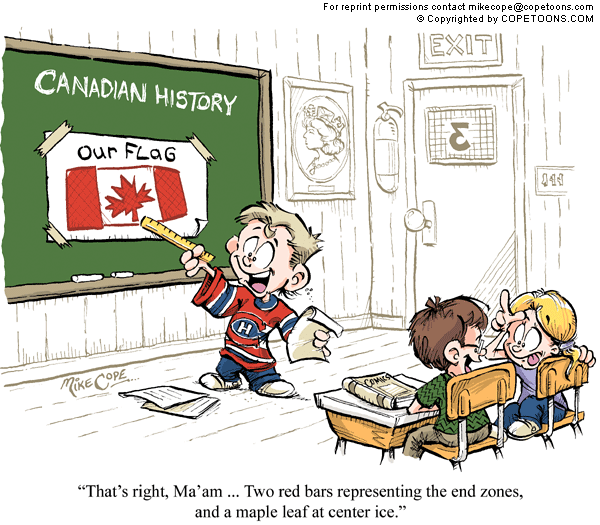 For reprint permissions contact mikecope@copetoons.com
© Copyrighted by COPETOONS.COM
EXIT
CANADIAN HISTORY
OUR FLaG
3
H
COMICS
MIKE COPE...
“That’s right, Ma’am ... Two red bars representing the end zones,
and a maple leaf at center ice.”